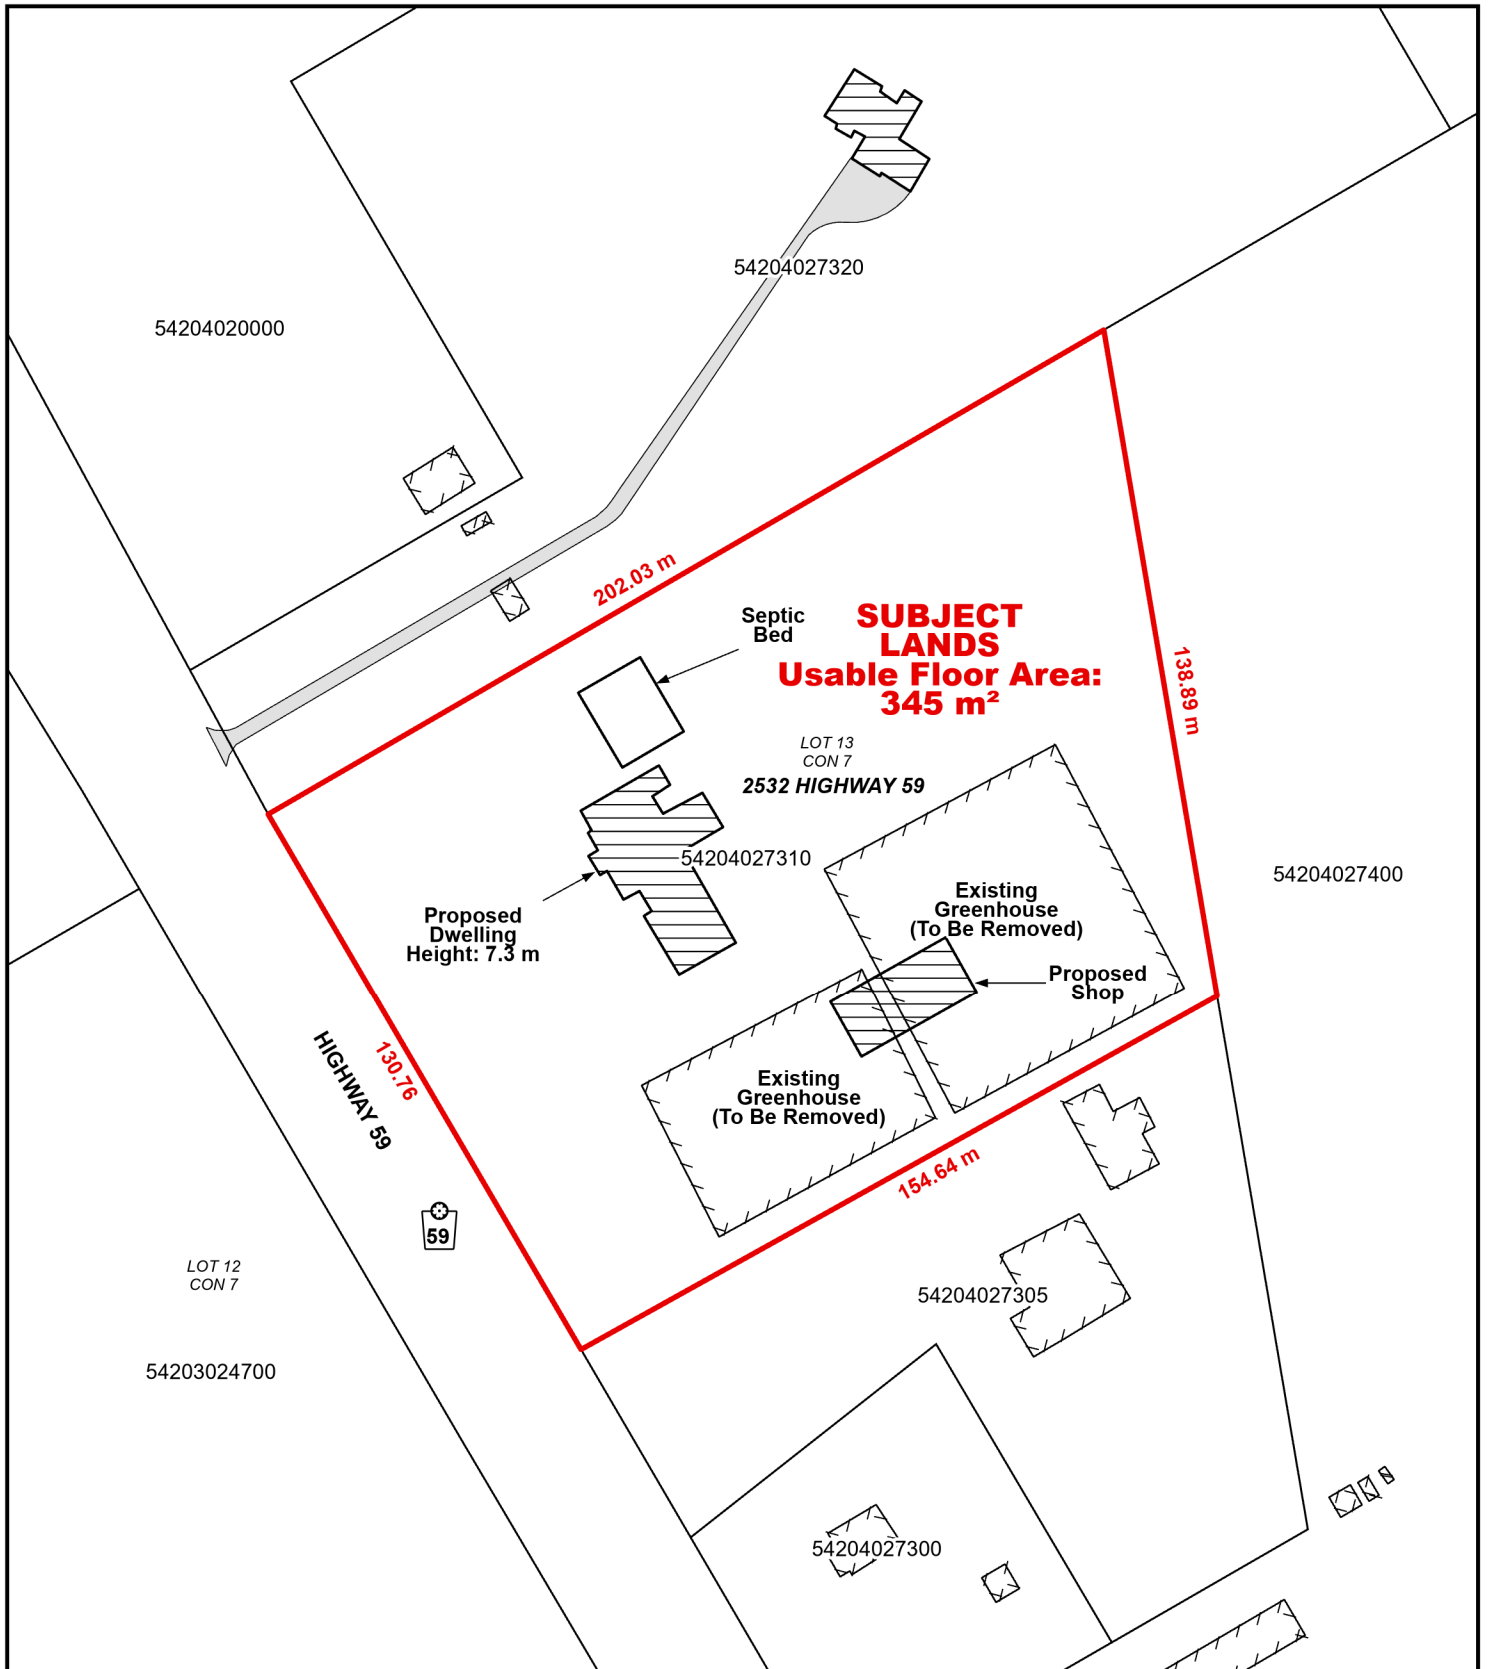 54204027320
54204020000
202.03 m
Septic
Bed
SUBJECT
LANDS
Usable Floor Area:
345 m²
138.89 m
LOT 13
CON 7
2532 HIGHWAY 59
54204027310
54204027400
Existing
Greenhouse
(To Be Removed)
Proposed
Dwelling
Height: 7.3 m
Proposed
Shop
130.76
HIGHWAY 59
Existing
Greenhouse
(To Be Removed)
154.64 m
59
LOT 12
CON 7
54204027305
54203024700
54204027300